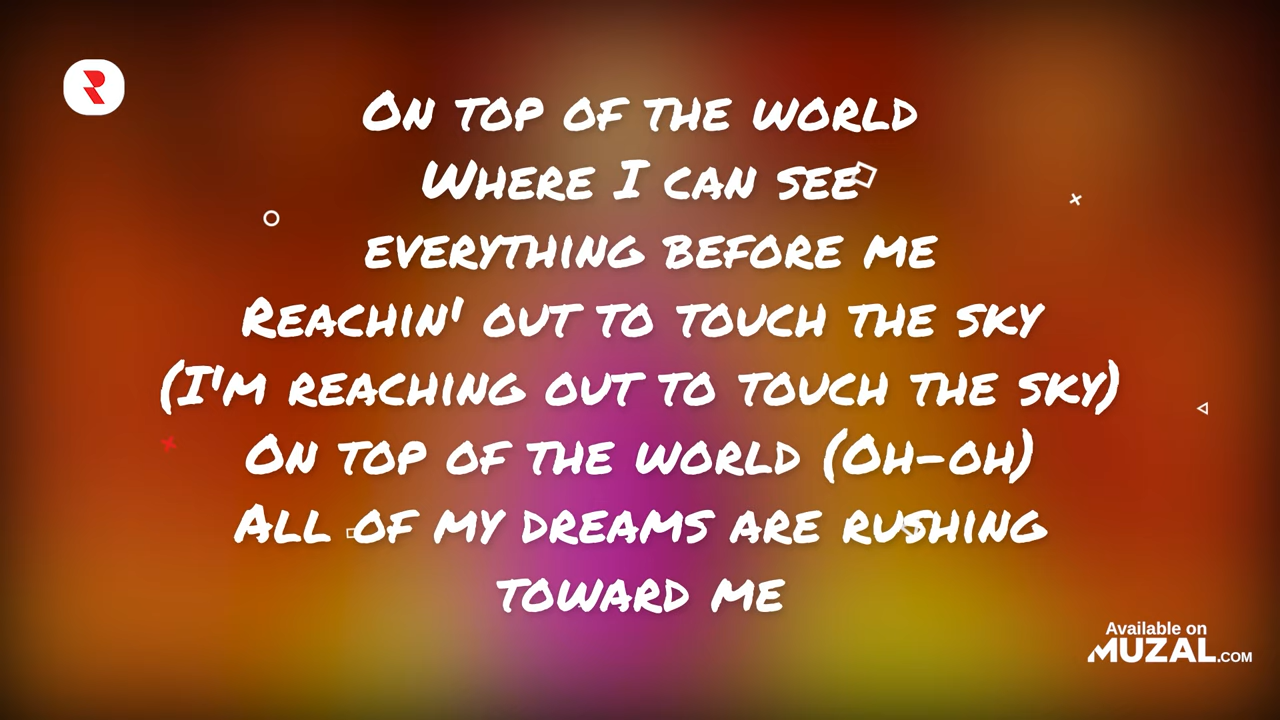 On top of the world
Where I can see
everything before me
Reachin' out to touch the sky
(I'm reaching out to touch the sky)
On top of the world (Oh-oh)
All of my dreams are rushing
toward me
Available on
MUZAL.COM